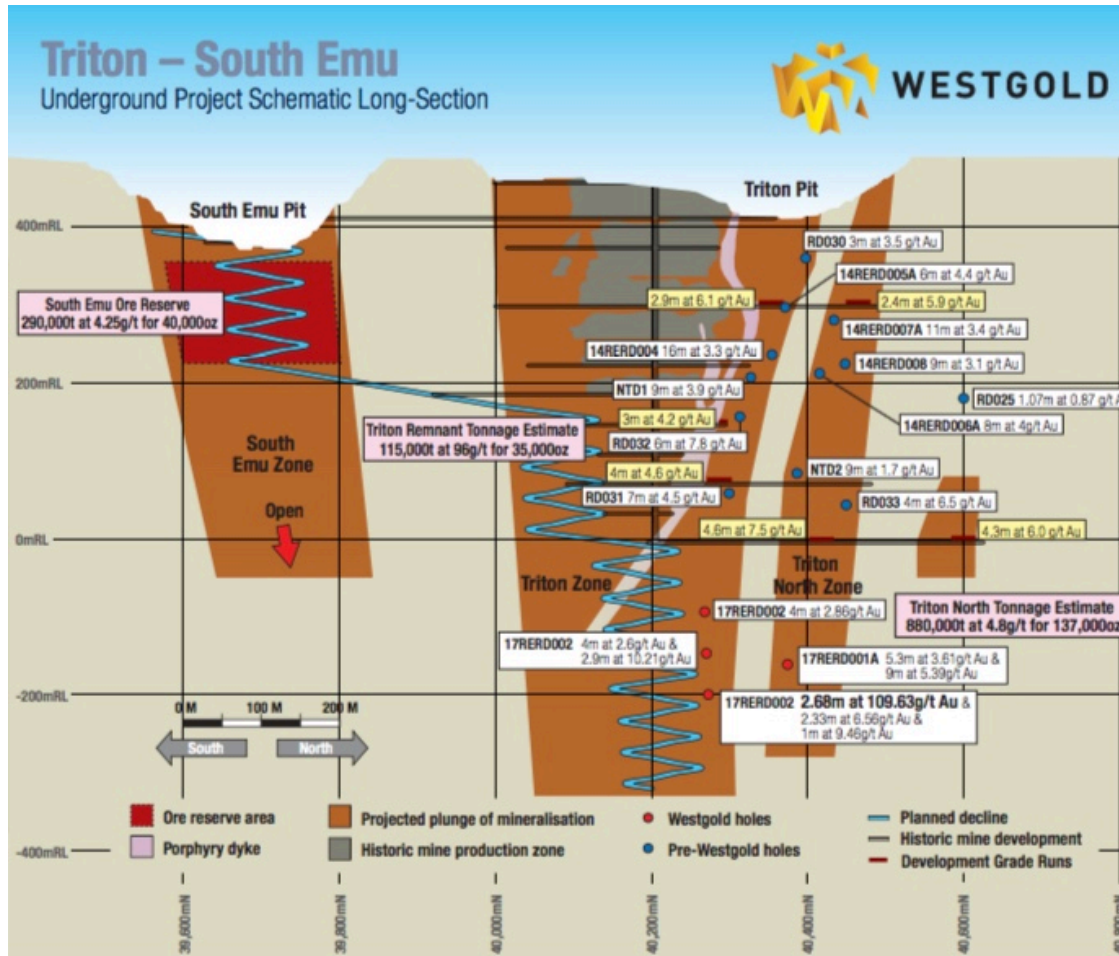 Triton – South Emu
Underground Project Schematic Long-Section
WESTGOLD
South Emu Pit
Triton Pit
400mRL
RD030 3m at 3.5 g/t Au
14RERD005A 6m at 4.4 g/t Au
South Emu Ore Reserve
290,000t at 4.25g/t for 40,000oz
2.9m at 6.1 g/t Au
2.4m at 5.9 g/t Au
14RERD007A 11m at 3.4 g/t Au
14RERD004 16m at 3.3 g/t Au
14RERD008 9m at 3.1 g/t Au
200mRL
NTD1 9m at 3.9 g/t Au
RD025 1.07m at 0.87 g/t
3m at 4.2 g/t Au
Triton Remnant Tonnage Estimate
115,000t at 96g/t for 35,000oz
14RERD006A 8m at 4g/t Au
RD032 6m at 7.8 g/t Au
South
Emu Zone
4m at 4.6 g/t Au
NTD2 9m at 1.7 g/t Au
RD031 7m at 4.5 g/t Au
RD033 4m at 6.5 g/t Au
Open
0mRL
4.6m at 7.5 g/t Au
4.3m at 6.0 g/t Au
Triton Zone
Triton
North Zone
17RERD002 4m at 2.86g/t Au
Triton North Tonnage Estimate
880,000t at 4.8g/t for 137,000oz
17RERD002 4m at 2.6g/t Au &
2.9m at 10.21g/t Au
17RERD001A 5.3m at 3.61g/t Au &
9m at 5.39g/t Au
-200mRL
17RERD002 2.68m at 109.63g/t Au &
2.33m at 6.56g/t Au &
1m at 9.46g/t Au
0 M 100 M 200 M
South North
Ore reserve area
Projected plunge of mineralisation
Westgold holes
Planned decline
Porphyry dyke
Historic mine production zone
Pre-Westgold holes
Historic mine development
Development Grade Runs
-400mRL
39,600mN
39,800mN
40,000mN
40,200mN
40,400mN
40,600mN